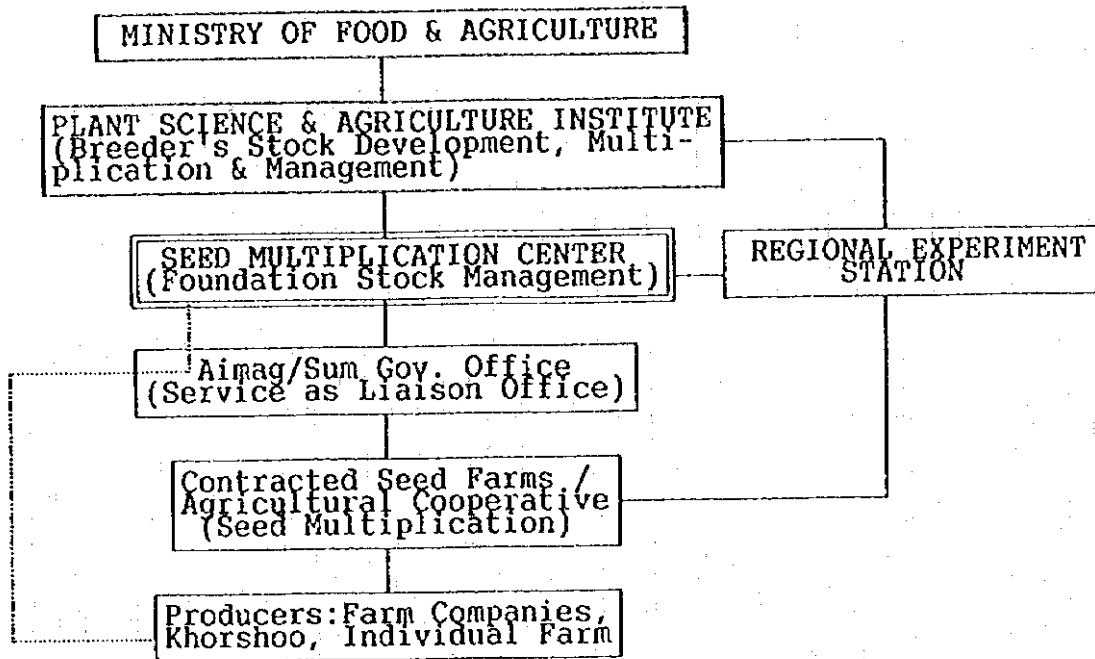 MINISTRY OF FOOD & AGRICULTURE
PLANT SCIENCE & AGRICULTURE INSTITUTE
(Breeder's Stock Development, Multi-
plication & Management)
SEED MULTIPLICATION CENTER
(Foundation Stock Management)
REGIONAL EXPERIMENT
STATION
Aimag/Sum Gov. Office
(Service as Liaison Office)
Contracted Seed Farms /
Agricultural Cooperative
(Seed Multiplication)
Producers:Farm Companies,
Khorshoo, Individual Farm